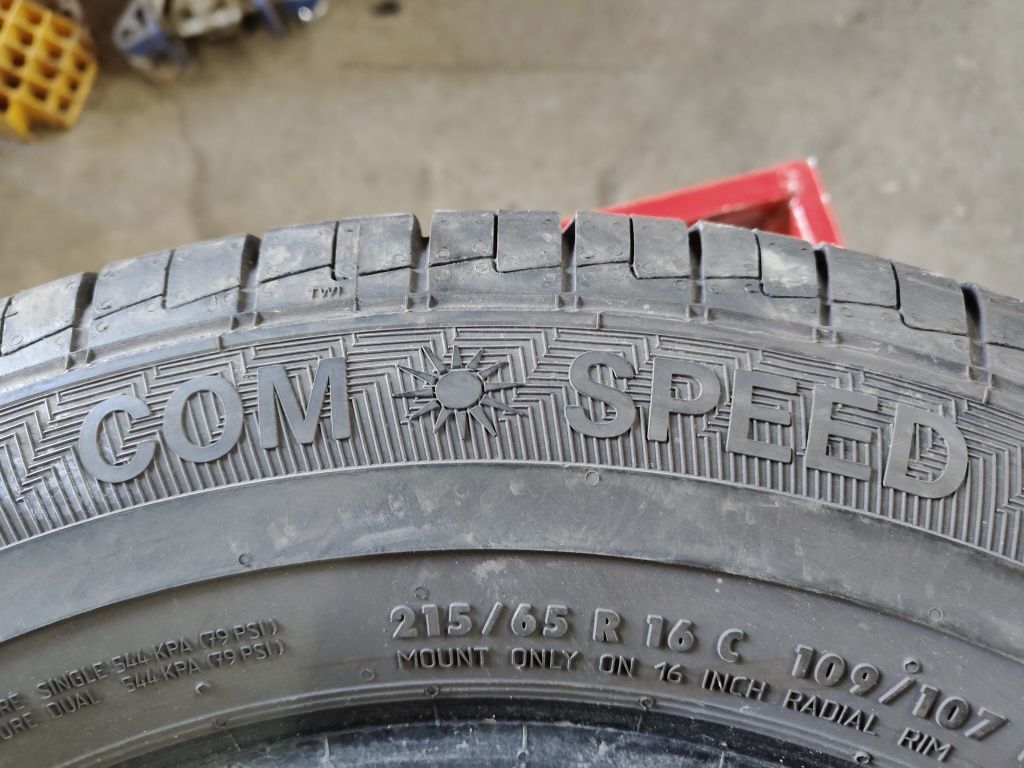 TWI
COM SPEED
215/65 R 16 C 109/107
MOUNT ONLY ON 16 INCH RADIAL RIM
SINGLE 544 KPA (79 PSI)
DUAL 544 KPA (79 PSI)